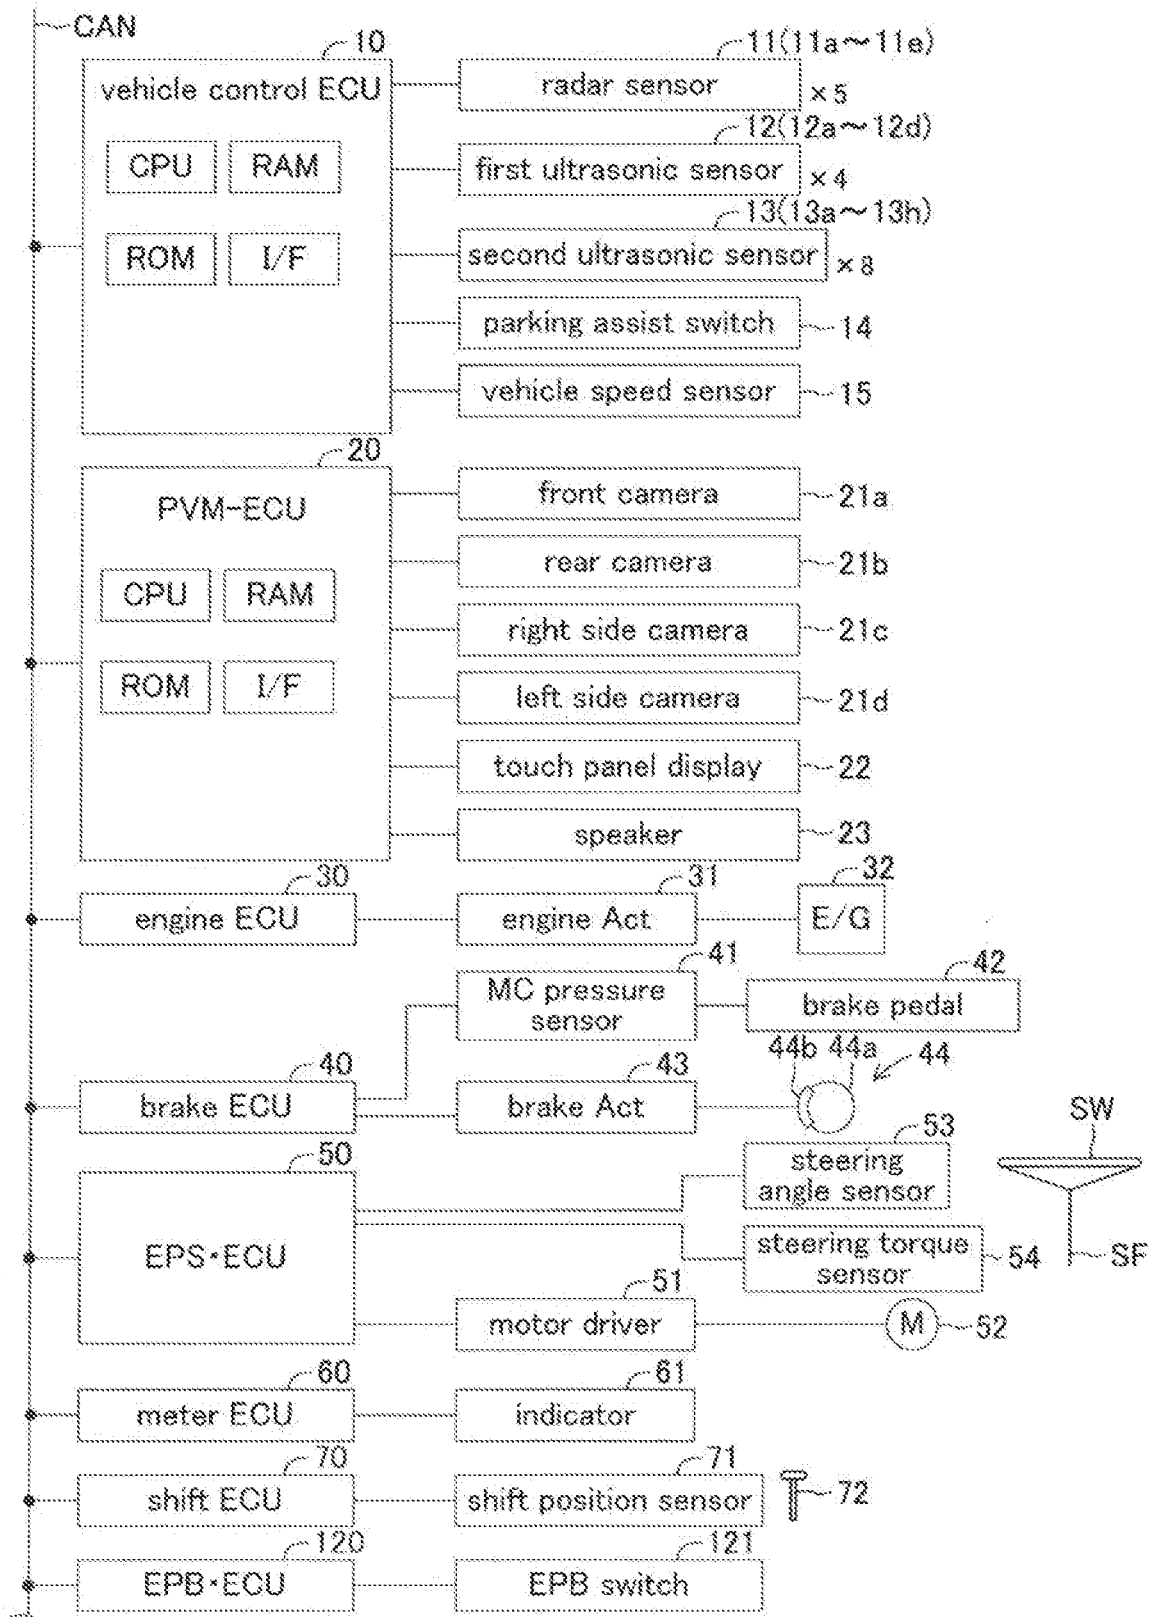 CAN
10
vehicle control ECU
CPU
RAM
ROM
I/F
11(11a～11e)
radar sensor
×5
12(12a～12d)
first ultrasonic sensor
×4
13(13a～13h)
second ultrasonic sensor
×8
parking assist switch
14
vehicle speed sensor
15
20
PVM-ECU
CPU
RAM
ROM
I/F
front camera
21a
rear camera
21b
right side camera
21c
left side camera
21d
touch panel display
22
speaker
23
30
engine ECU
31
engine Act
32
E/G
41
MC pressure
sensor
42
brake pedal
40
brake ECU
43
brake Act
44b
44a
44
50
EPS・ECU
53
steering
angle sensor
SW
steering torque
sensor
54
SF
51
motor driver
M
52
60
meter ECU
61
indicator
70
shift ECU
71
shift position sensor
72
120
EPB・ECU
121
EPB switch